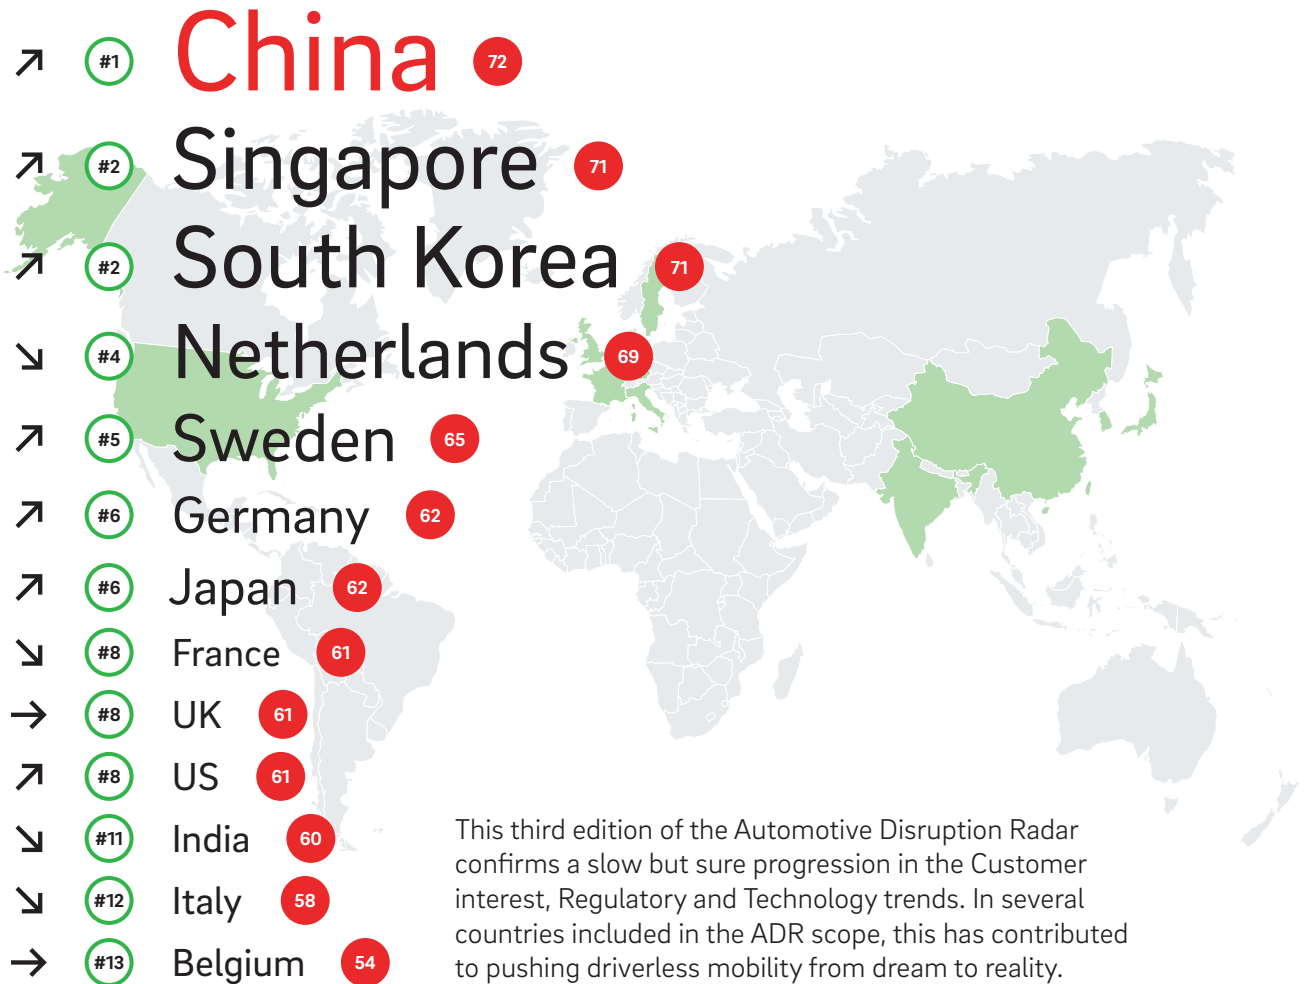 ↗ #1 China 72
↗ #2 Singapore 71
↗ #2 South Korea 71
↘ #4 Netherlands 69
↗ #5 Sweden 65
↗ #6 Germany 62
↗ #6 Japan 62
↘ #8 France 61
→ #8 UK 61
↗ #8 US 61
↘ #11 India 60
↘ #12 Italy 58
→ #13 Belgium 54
This third edition of the Automotive Disruption Radar
confirms a slow but sure progression in the Customer
interest, Regulatory and Technology trends. In several
countries included in the ADR scope, this has contributed
to pushing driverless mobility from dream to reality.